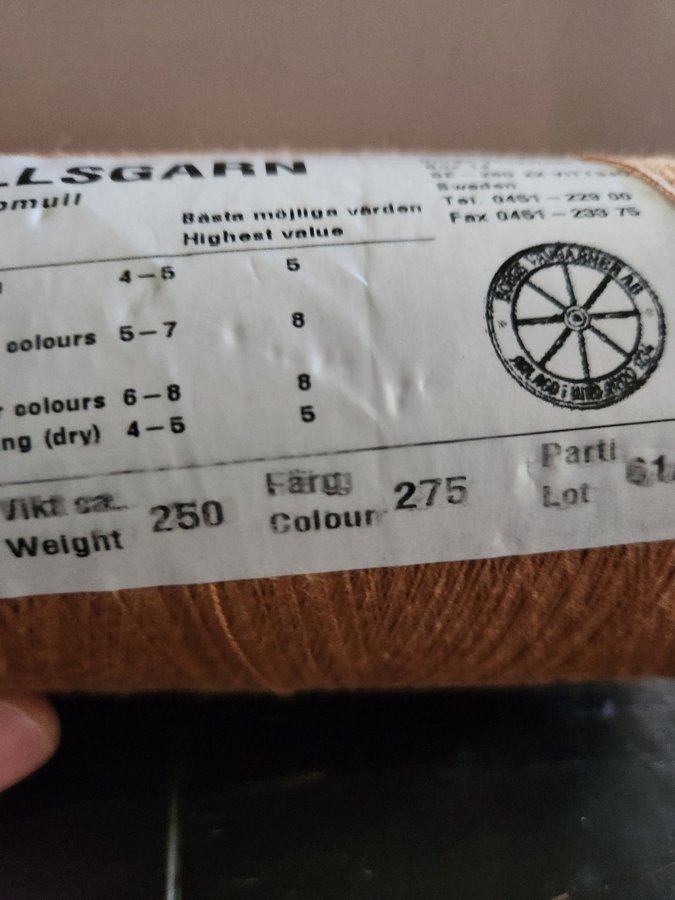 LLSGARN
omull
Bästa möjliga värden
Highest value
4–5 5
colours 5–7 8
colours 6–8 8
ng (dry) 4–5 5
Sweden
Tel. 0451–229 00
Fax 0451–233 75
Vikt ca. 250
Weight
Färg 275
Colour
Parti 61
Lot